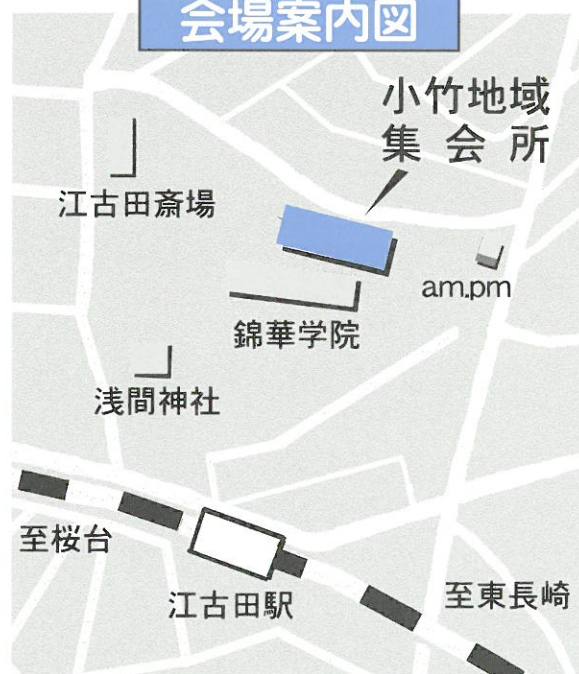 会場案内図
小竹地域
集会所
江古田斎場
am.pm
錦華学院
浅間神社
至桜台
江古田駅
至東長崎